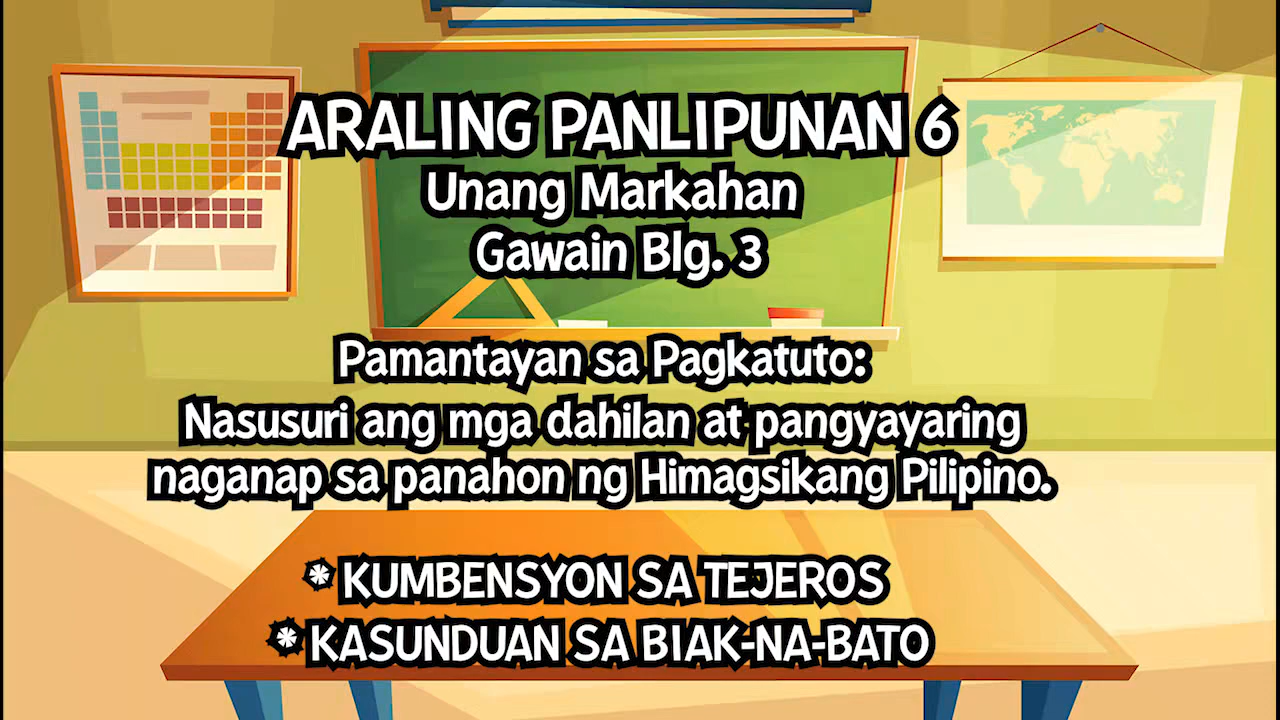 ARALING PANLIPUNAN 6
Unang Markahan
Gawain Blg. 3
Pamantayan sa Pagkatuto:
Nasusuri ang mga dahilan at pangyayaring
naganap sa panahon ng Himagsikang Pilipino.
* KUMBENSYON SA TEJEROS
* KASUNDUAN SA BIAK-NA-BATO